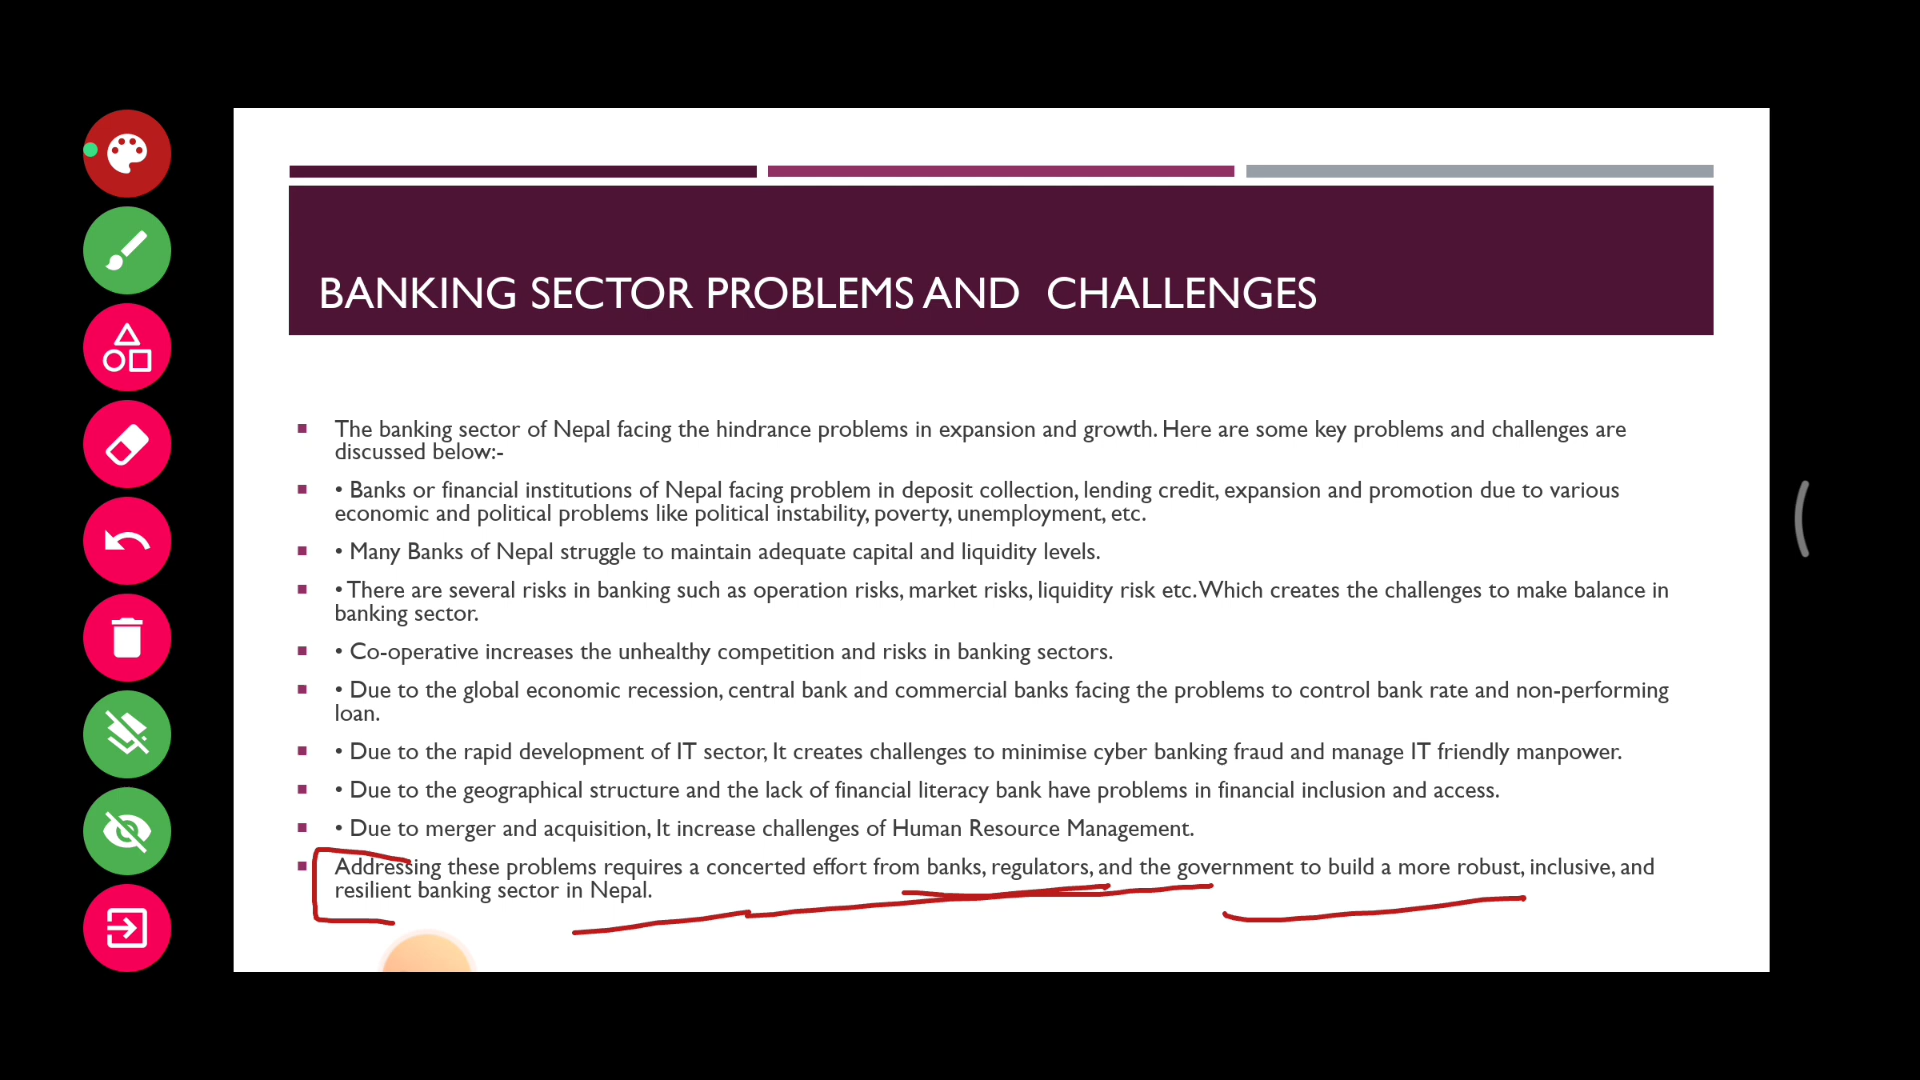 BANKING SECTOR PROBLEMS AND CHALLENGES
The banking sector of Nepal facing the hindrance problems in expansion and growth. Here are some key problems and challenges are
discussed below:-
• Banks or financial institutions of Nepal facing problem in deposit collection, lending credit, expansion and promotion due to various
economic and political problems like political instability, poverty, unemployment, etc.
• Many Banks of Nepal struggle to maintain adequate capital and liquidity levels.
• There are several risks in banking such as operation risks, market risks, liquidity risk etc. Which creates the challenges to make balance in
banking sector.
• Co-operative increases the unhealthy competition and risks in banking sectors.
• Due to the global economic recession, central bank and commercial banks facing the problems to control bank rate and non-performing
loan.
• Due to the rapid development of IT sector, It creates challenges to minimise cyber banking fraud and manage IT friendly manpower.
• Due to the geographical structure and the lack of financial literacy bank have problems in financial inclusion and access.
• Due to merger and acquisition, It increase challenges of Human Resource Management.
Addressing these problems requires a concerted effort from banks, regulators, and the government to build a more robust, inclusive, and
resilient banking sector in Nepal.